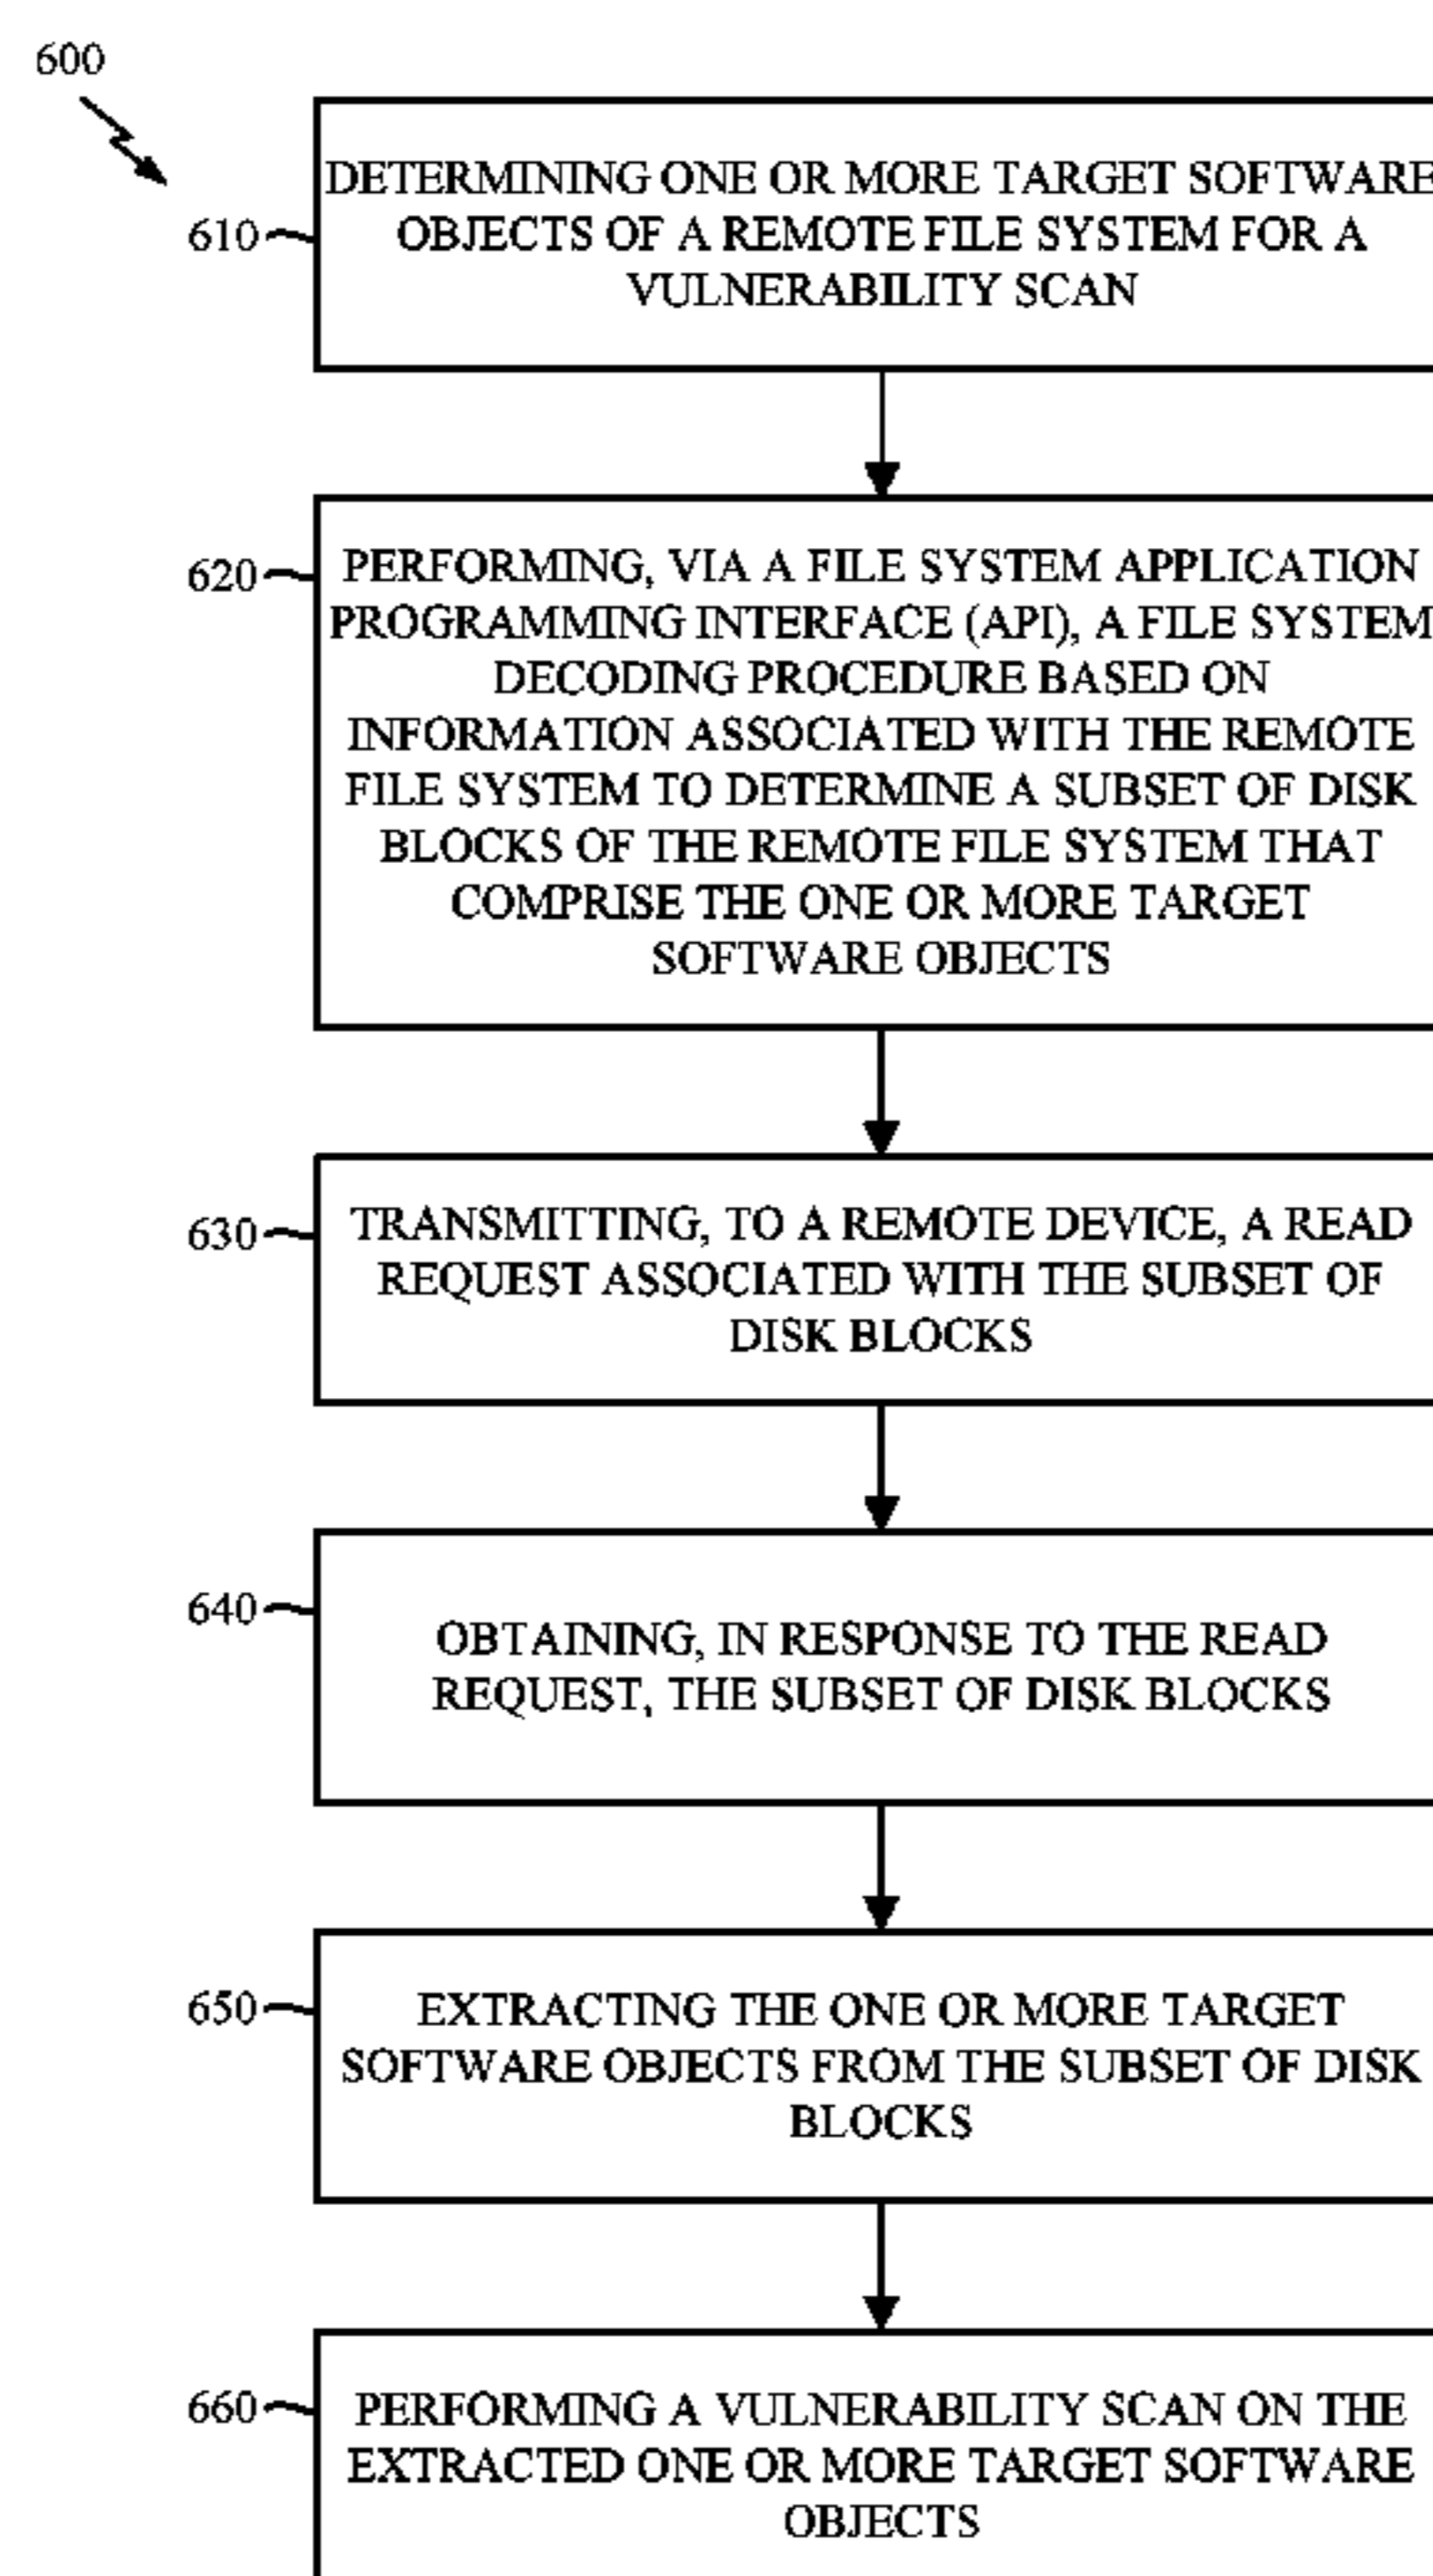 600
610
DETERMINING ONE OR MORE TARGET SOFTWARE
OBJECTS OF A REMOTE FILE SYSTEM FOR A
VULNERABILITY SCAN
620
PERFORMING, VIA A FILE SYSTEM APPLICATION
PROGRAMMING INTERFACE (API), A FILE SYSTEM
DECODING PROCEDURE BASED ON
INFORMATION ASSOCIATED WITH THE REMOTE
FILE SYSTEM TO DETERMINE A SUBSET OF DISK
BLOCKS OF THE REMOTE FILE SYSTEM THAT
COMPRISE THE ONE OR MORE TARGET
SOFTWARE OBJECTS
630
TRANSMITTING, TO A REMOTE DEVICE, A READ
REQUEST ASSOCIATED WITH THE SUBSET OF
DISK BLOCKS
640
OBTAINING, IN RESPONSE TO THE READ
REQUEST, THE SUBSET OF DISK BLOCKS
650
EXTRACTING THE ONE OR MORE TARGET
SOFTWARE OBJECTS FROM THE SUBSET OF DISK
BLOCKS
660
PERFORMING A VULNERABILITY SCAN ON THE
EXTRACTED ONE OR MORE TARGET SOFTWARE
OBJECTS